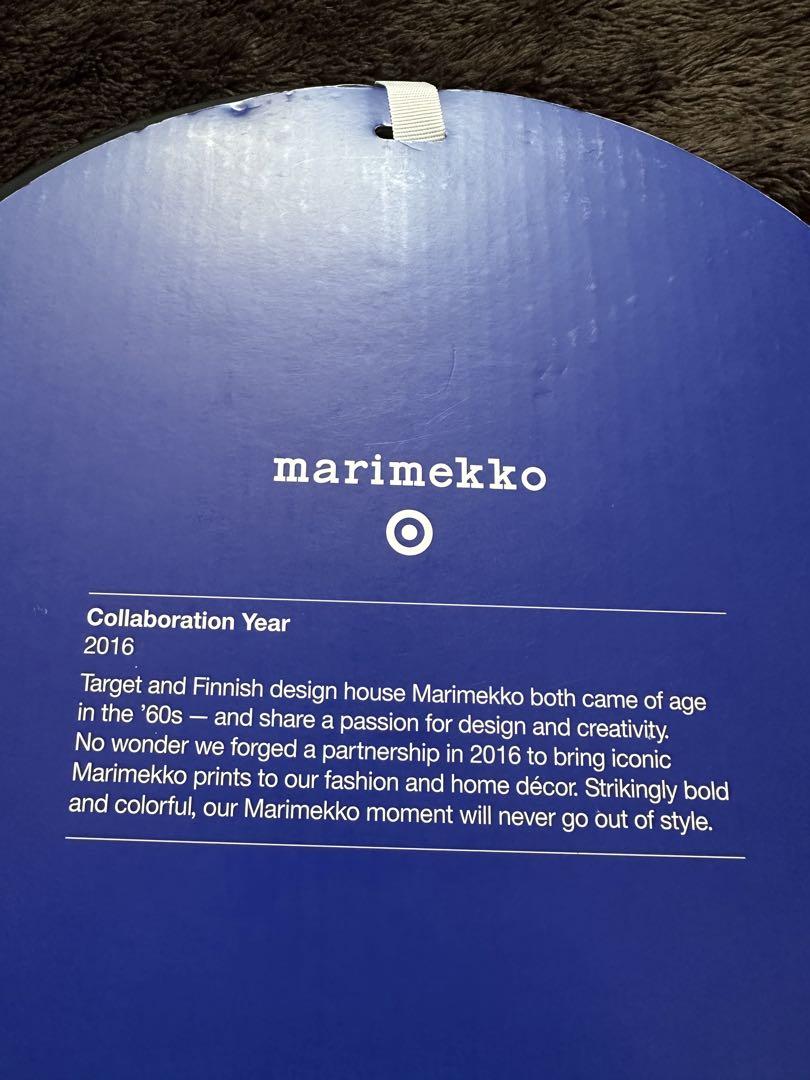 marimekko
Collaboration Year
2016
Target and Finnish design house Marimekko both came of age
in the ’60s — and share a passion for design and creativity.
No wonder we forged a partnership in 2016 to bring iconic
Marimekko prints to our fashion and home décor. Strikingly bold
and colorful, our Marimekko moment will never go out of style.